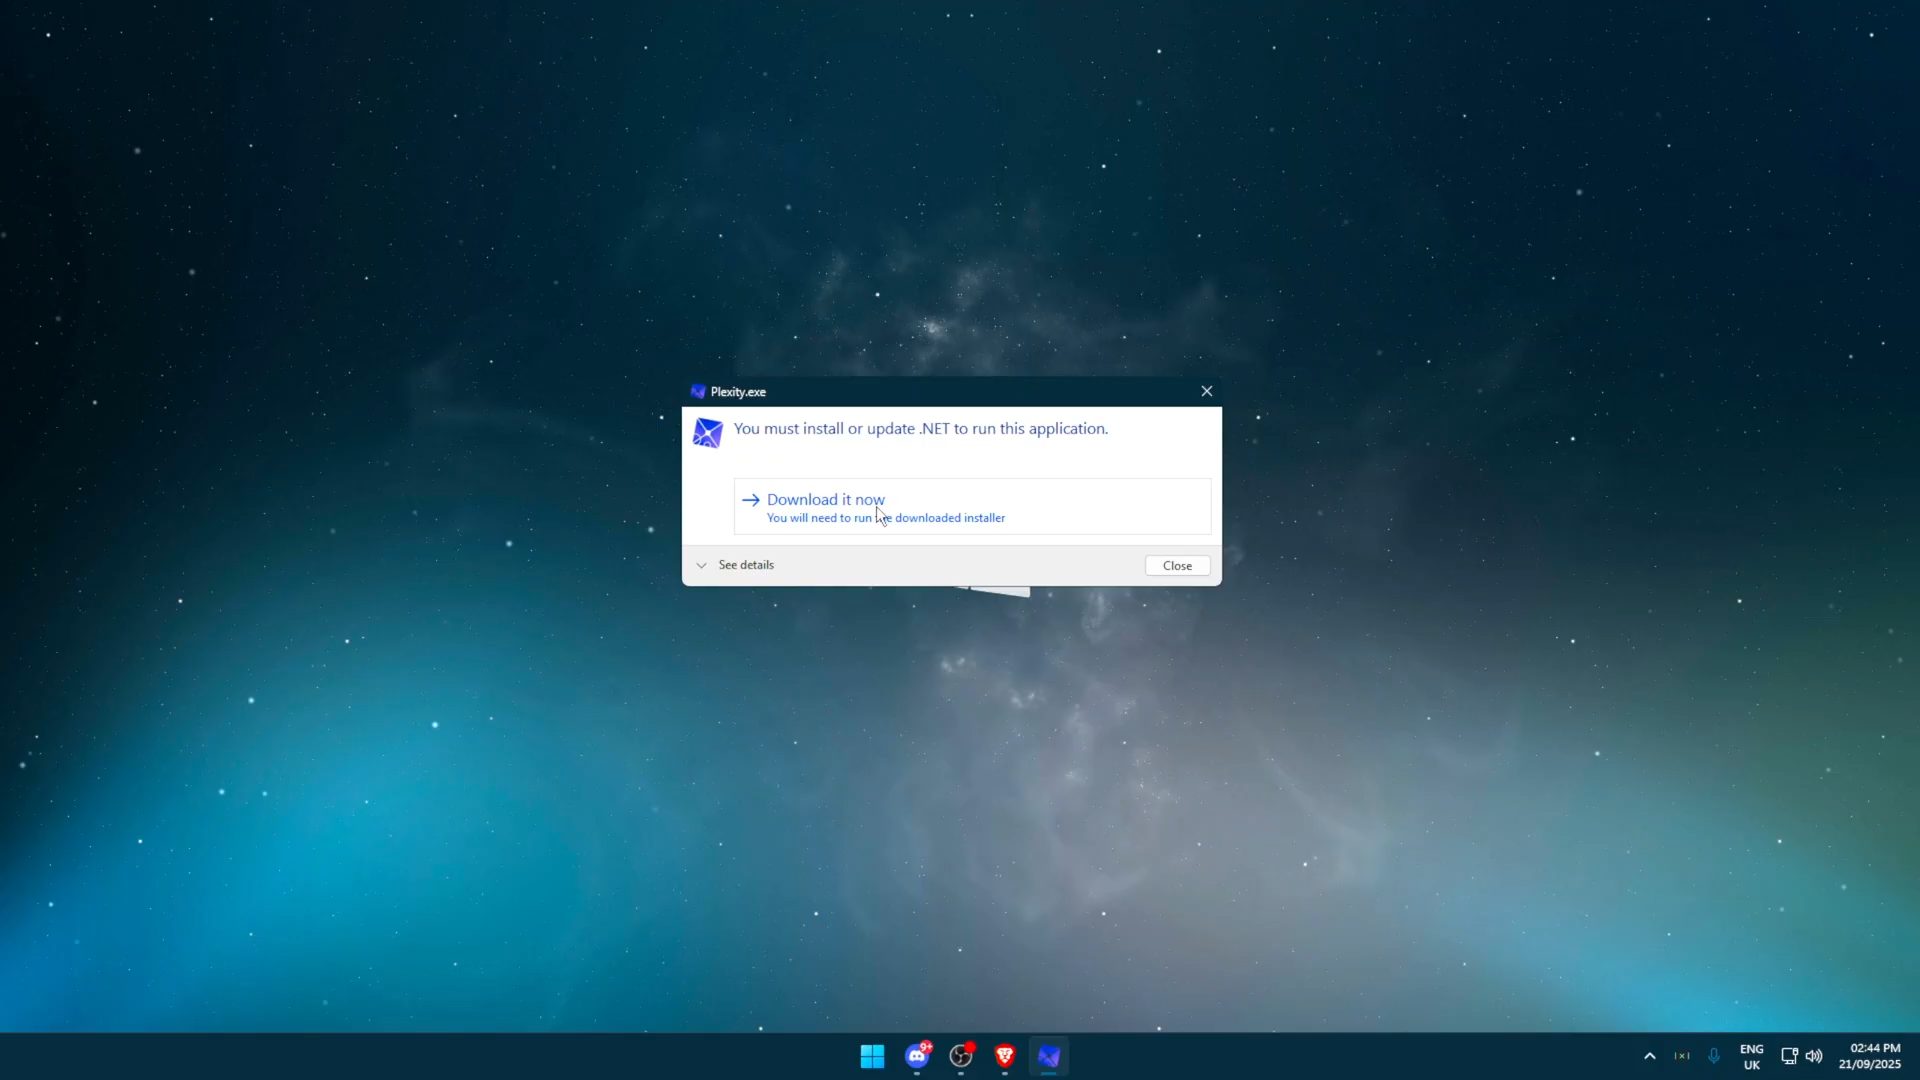 Plexity.exe
You must install or update .NET to run this application.
Download it now
You will need to run the downloaded installer
See details
Close
9+
ENG
UK
02:44 PM
21/09/2025